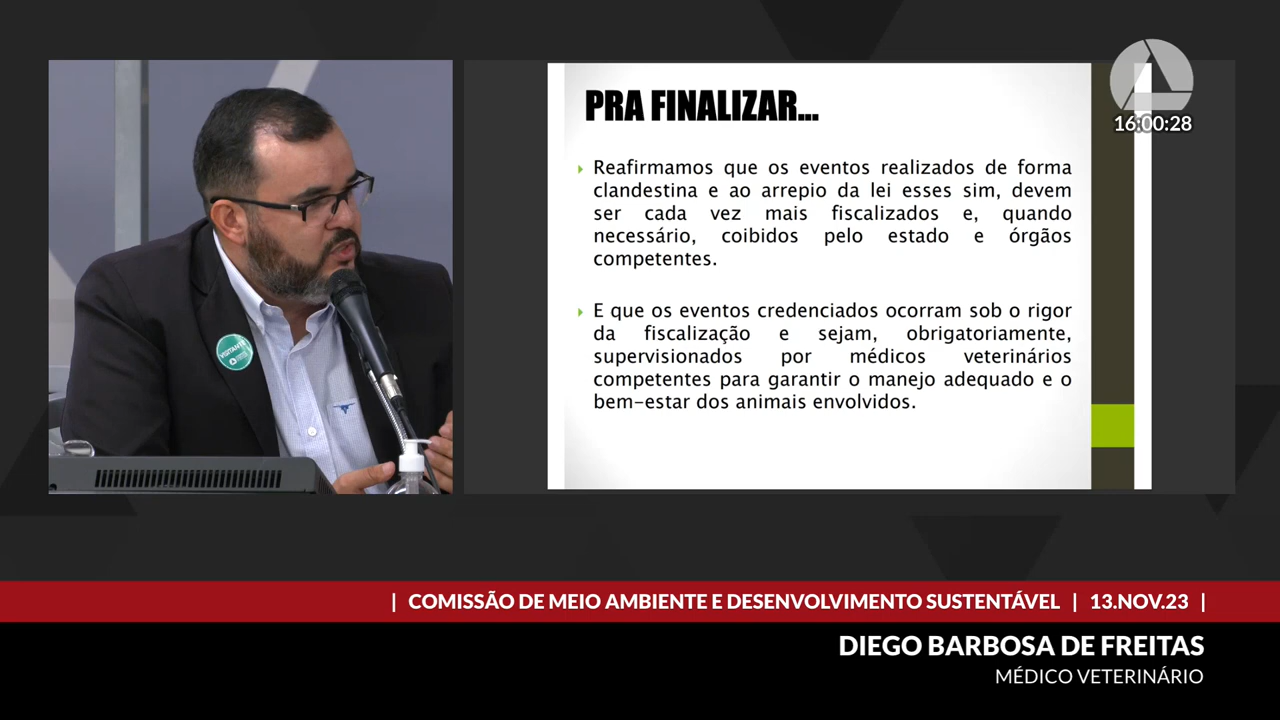 PRA FINALIZAR...
16:00:28
Reafirmamos que os eventos realizados de forma
clandestina e ao arrepio da lei esses sim, devem
ser cada vez mais fiscalizados e, quando
necessário, coibidos pelo estado e órgãos
competentes.
E que os eventos credenciados ocorram sob o rigor
da fiscalização e sejam, obrigatoriamente,
supervisionados por médicos veterinários
competentes para garantir o manejo adequado e o
bem-estar dos animais envolvidos.
VISITANTE
| COMISSÃO DE MEIO AMBIENTE E DESENVOLVIMENTO SUSTENTÁVEL | 13.NOV.23 |
DIEGO BARBOSA DE FREITAS
MÉDICO VETERINÁRIO